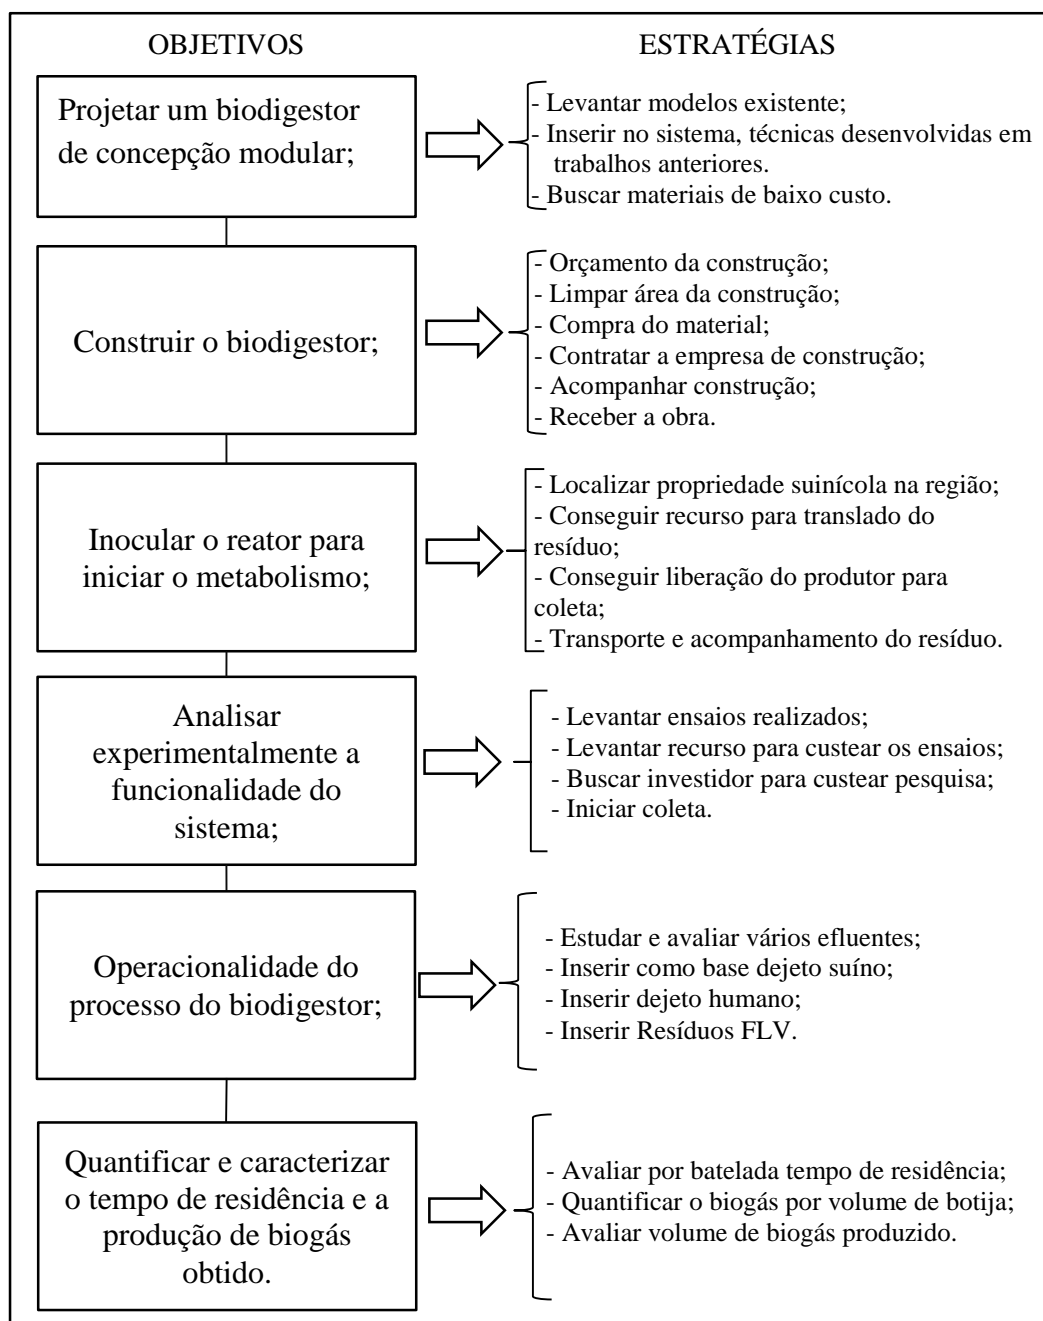 OBJETIVOS
ESTRATÉGIAS
Projetar um biodigestor
de concepção modular;
- Levantar modelos existente;
- Inserir no sistema, técnicas desenvolvidas em
trabalhos anteriores.
- Buscar materiais de baixo custo.
Construir o biodigestor;
- Orçamento da construção;
- Limpar área da construção;
- Compra do material;
- Contratar a empresa de construção;
- Acompanhar construção;
- Receber a obra.
Inocular o reator para
iniciar o metabolismo;
- Localizar propriedade suinícola na região;
- Conseguir recurso para translado do
resíduo;
- Conseguir liberação do produtor para
coleta;
- Transporte e acompanhamento do resíduo.
Analisar
experimentalmente a
funcionalidade do
sistema;
- Levantar ensaios realizados;
- Levantar recurso para custear os ensaios;
- Buscar investidor para custear pesquisa;
- Iniciar coleta.
Operacionalidade do
processo do biodigestor;
- Estudar e avaliar vários efluentes;
- Inserir como base dejeto suíno;
- Inserir dejeto humano;
- Inserir Resíduos FLV.
Quantificar e caracterizar
o tempo de residência e a
produção de biogás
obtido.
- Avaliar por batelada tempo de residência;
- Quantificar o biogás por volume de botija;
- Avaliar volume de biogás produzido.